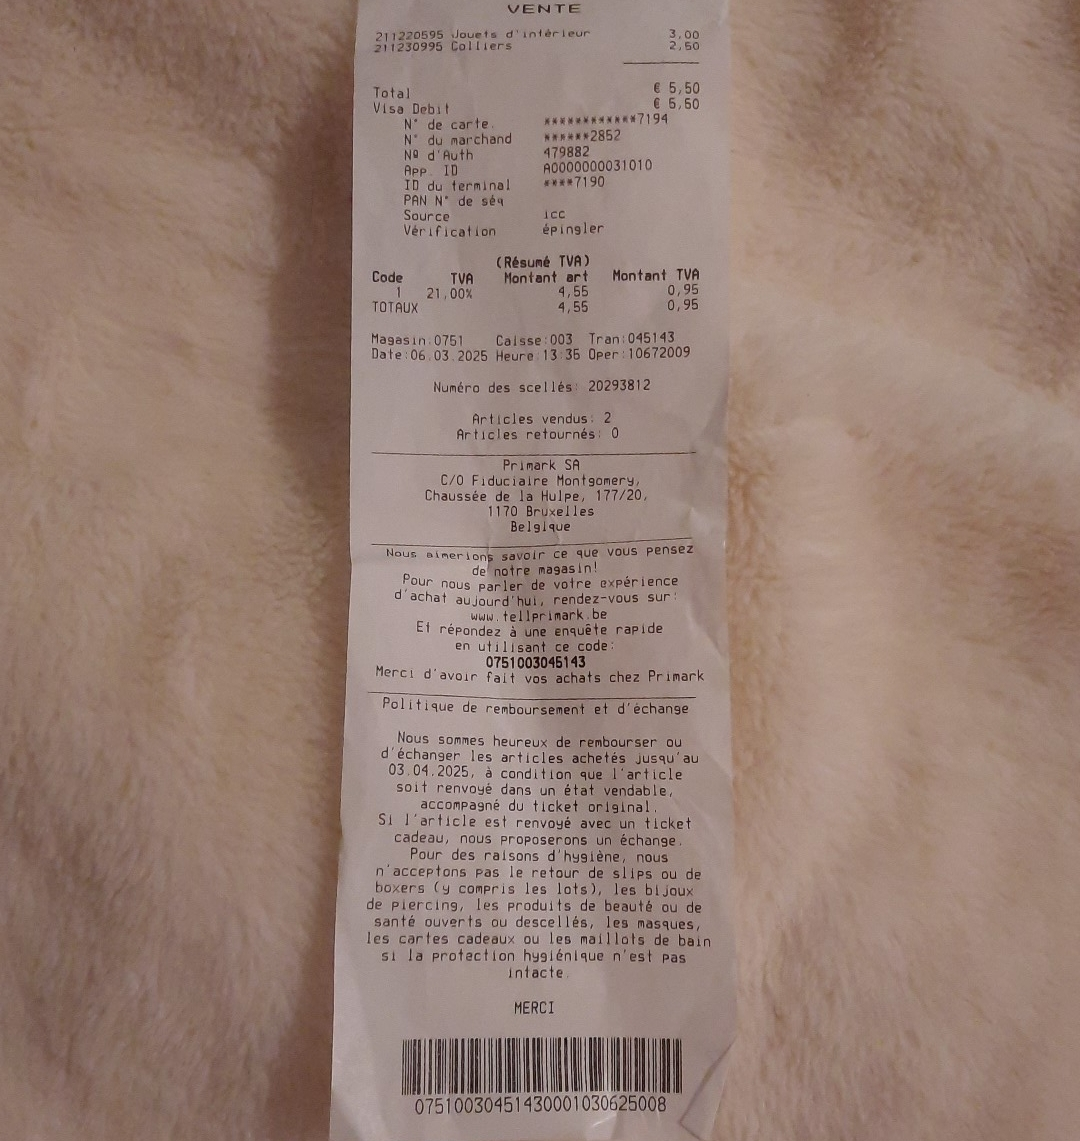 VENTE
211220595 Jouets d'intérieur 3,00
211230995 Colliers 2,50
Total € 5,50
Visa Debit € 5,50
N° de carte. ************7194
N° du marchand ******2852
Nº d'Auth 479882
App. ID A0000000031010
ID du terminal ****7190
PAN N° de séq
Source icc
Vérification épingler
(Résumé TVA)
Code TVA Montant art Montant TVA
1 21,00% 4,55 0,95
TOTAUX 4,55 0,95
Magasin:0751 Caisse:003 Tran:045143
Date:06.03.2025 Heure:13:35 Oper:10672009
Numéro des scellés: 20293812
Articles vendus: 2
Articles retournés: 0
Primark SA
C/O Fiduciaire Montgomery,
Chaussée de la Hulpe, 177/20,
1170 Bruxelles
Belgique
Nous aimerions savoir ce que vous pensez
de notre magasin!
Pour nous parler de votre expérience
d'achat aujourd'hui, rendez-vous sur:
www.tellprimark.be
Et répondez à une enquête rapide
en utilisant ce code:
0751003045143
Merci d'avoir fait vos achats chez Primark
Politique de remboursement et d'échange
Nous sommes heureux de rembourser ou
d'échanger les articles achetés jusqu'au
03.04.2025, à condition que l'article
soit renvoyé dans un état vendable,
accompagné du ticket original.
Si l'article est renvoyé avec un ticket
cadeau, nous proposerons un échange.
Pour des raisons d'hygiène, nous
n'acceptons pas le retour de slips ou de
boxers (y compris les lots), les bijoux
de piercing, les produits de beauté ou de
santé ouverts ou descellés, les masques,
les cartes cadeaux ou les maillots de bain
si la protection hygiénique n'est pas
intacte.
MERCI
07510030451430001030625008